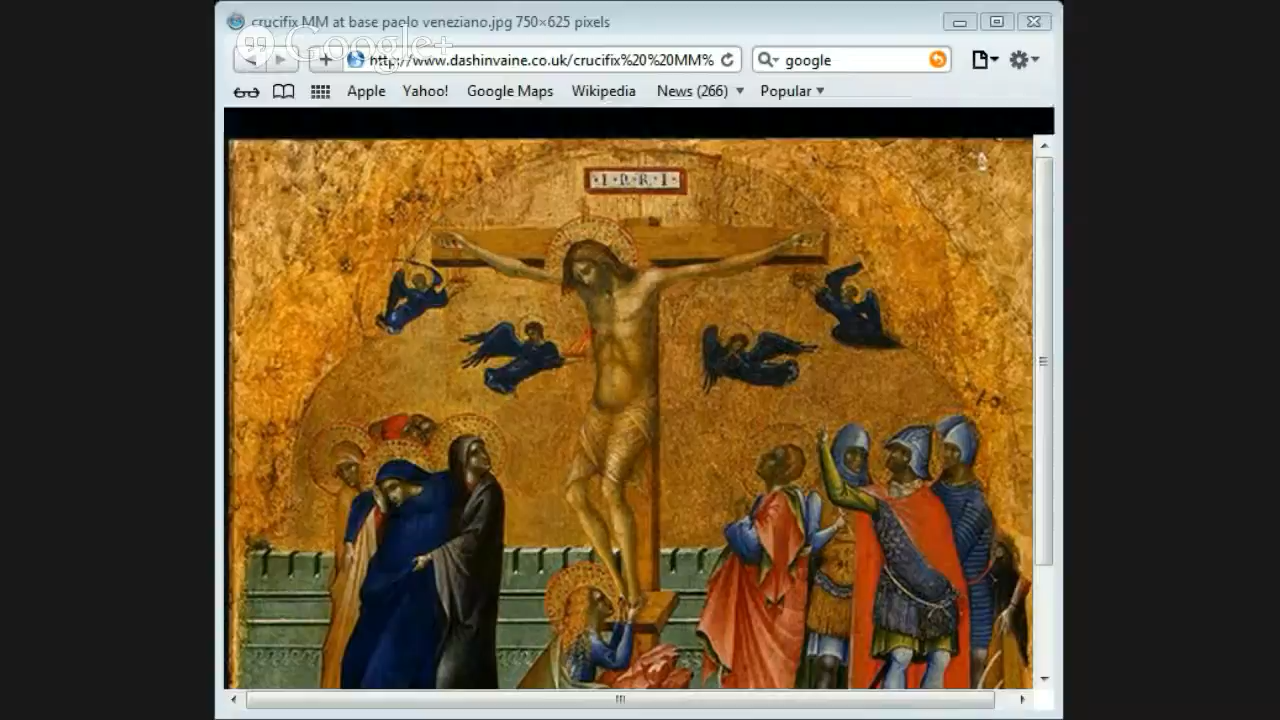 crucifix MM at base paolo veneziano.jpg 750×625 pixels
Google+
http://www.dashinvaine.co.uk/crucifix%20%20MM%
google
Apple Yahoo! Google Maps Wikipedia News (266) Popular